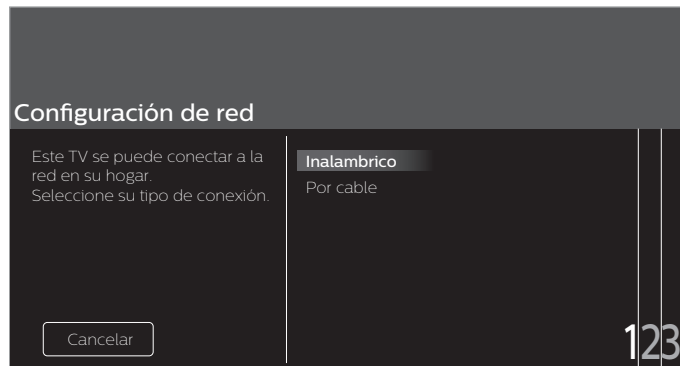 Configuración de red
Este TV se puede conectar a la
red en su hogar.
Seleccione su tipo de conexión.
Inalambrico
Por cable
Cancelar
123